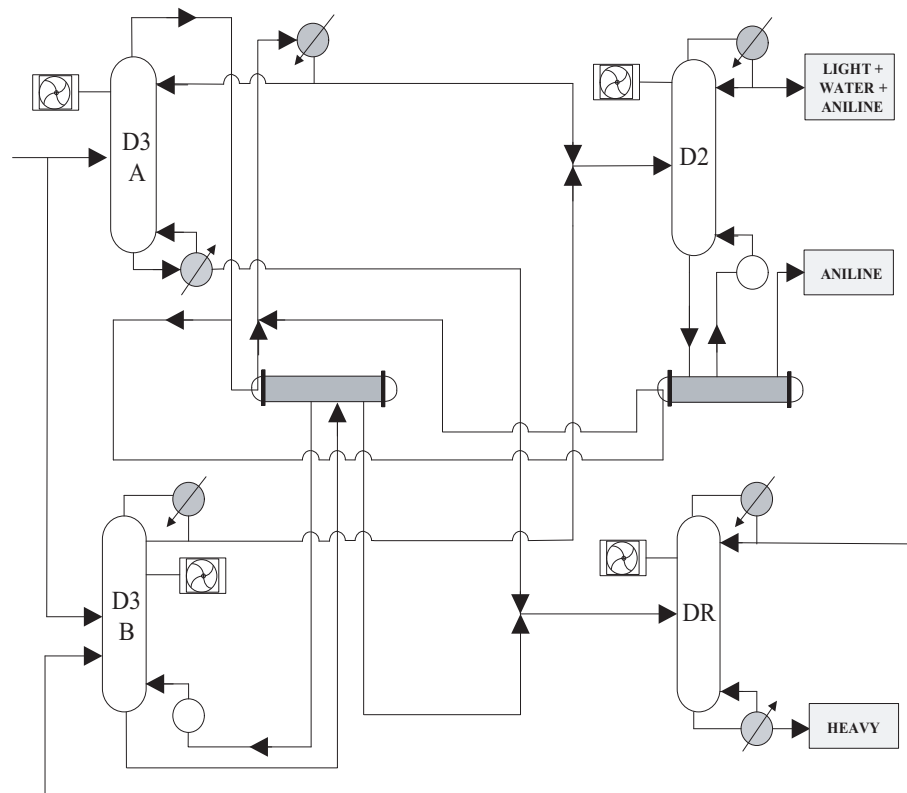 D3
A
D2
LIGHT +
WATER +
ANILINE
ANILINE
D3
B
DR
HEAVY